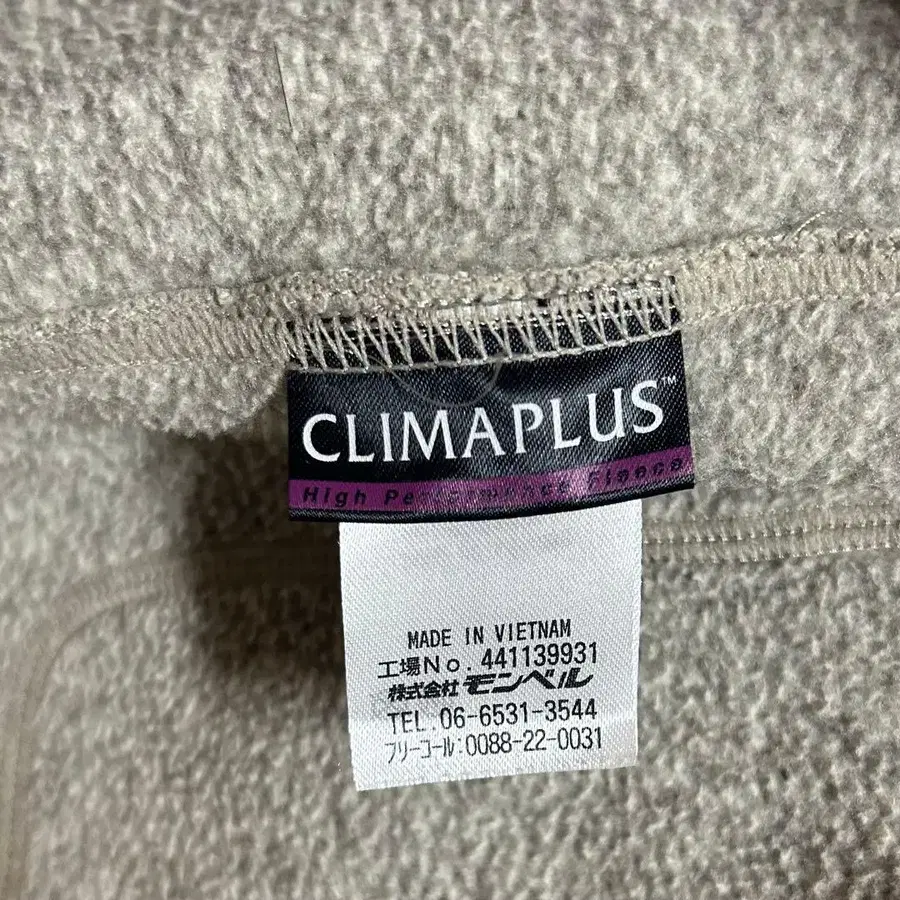 CLIMAPLUS™
High Performance Fleece
MADE IN VIETNAM
工場No. 441139931
株式会社モンベル
TEL.06-6531-3544
フリーコール:0088-22-0031